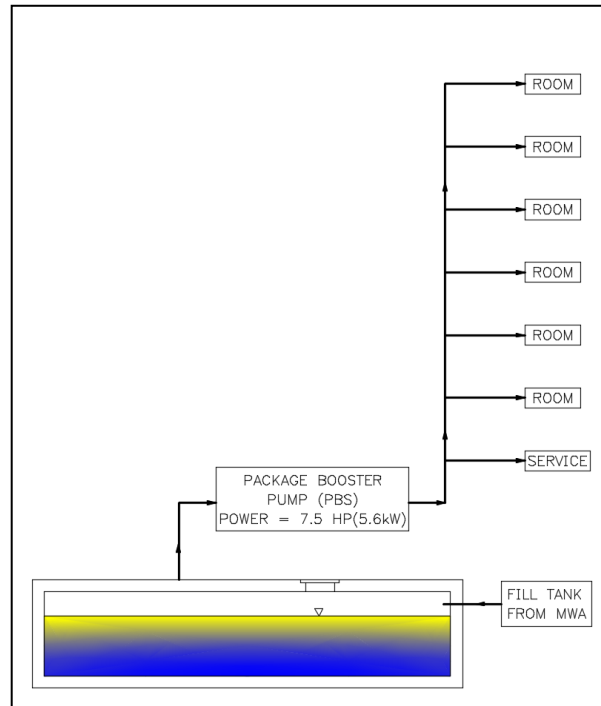 ROOM
ROOM
ROOM
ROOM
ROOM
ROOM
SERVICE
PACKAGE BOOSTER
PUMP (PBS)
POWER = 7.5 HP(5.6kW)
FILL TANK
FROM MWA